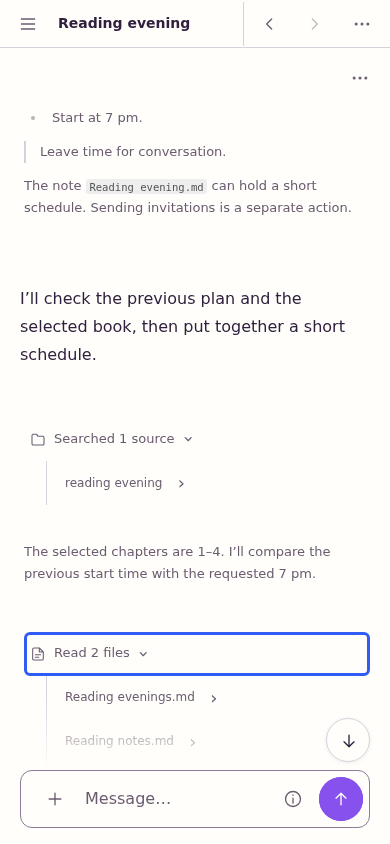 Reading evening
Start at 7 pm.
Leave time for conversation.
The note Reading evening.md can hold a short
schedule. Sending invitations is a separate action.
I’ll check the previous plan and the
selected book, then put together a short
schedule.
Searched 1 source
reading evening
The selected chapters are 1–4. I’ll compare the
previous start time with the requested 7 pm.
Read 2 files
Reading evenings.md
Reading notes.md
Message…